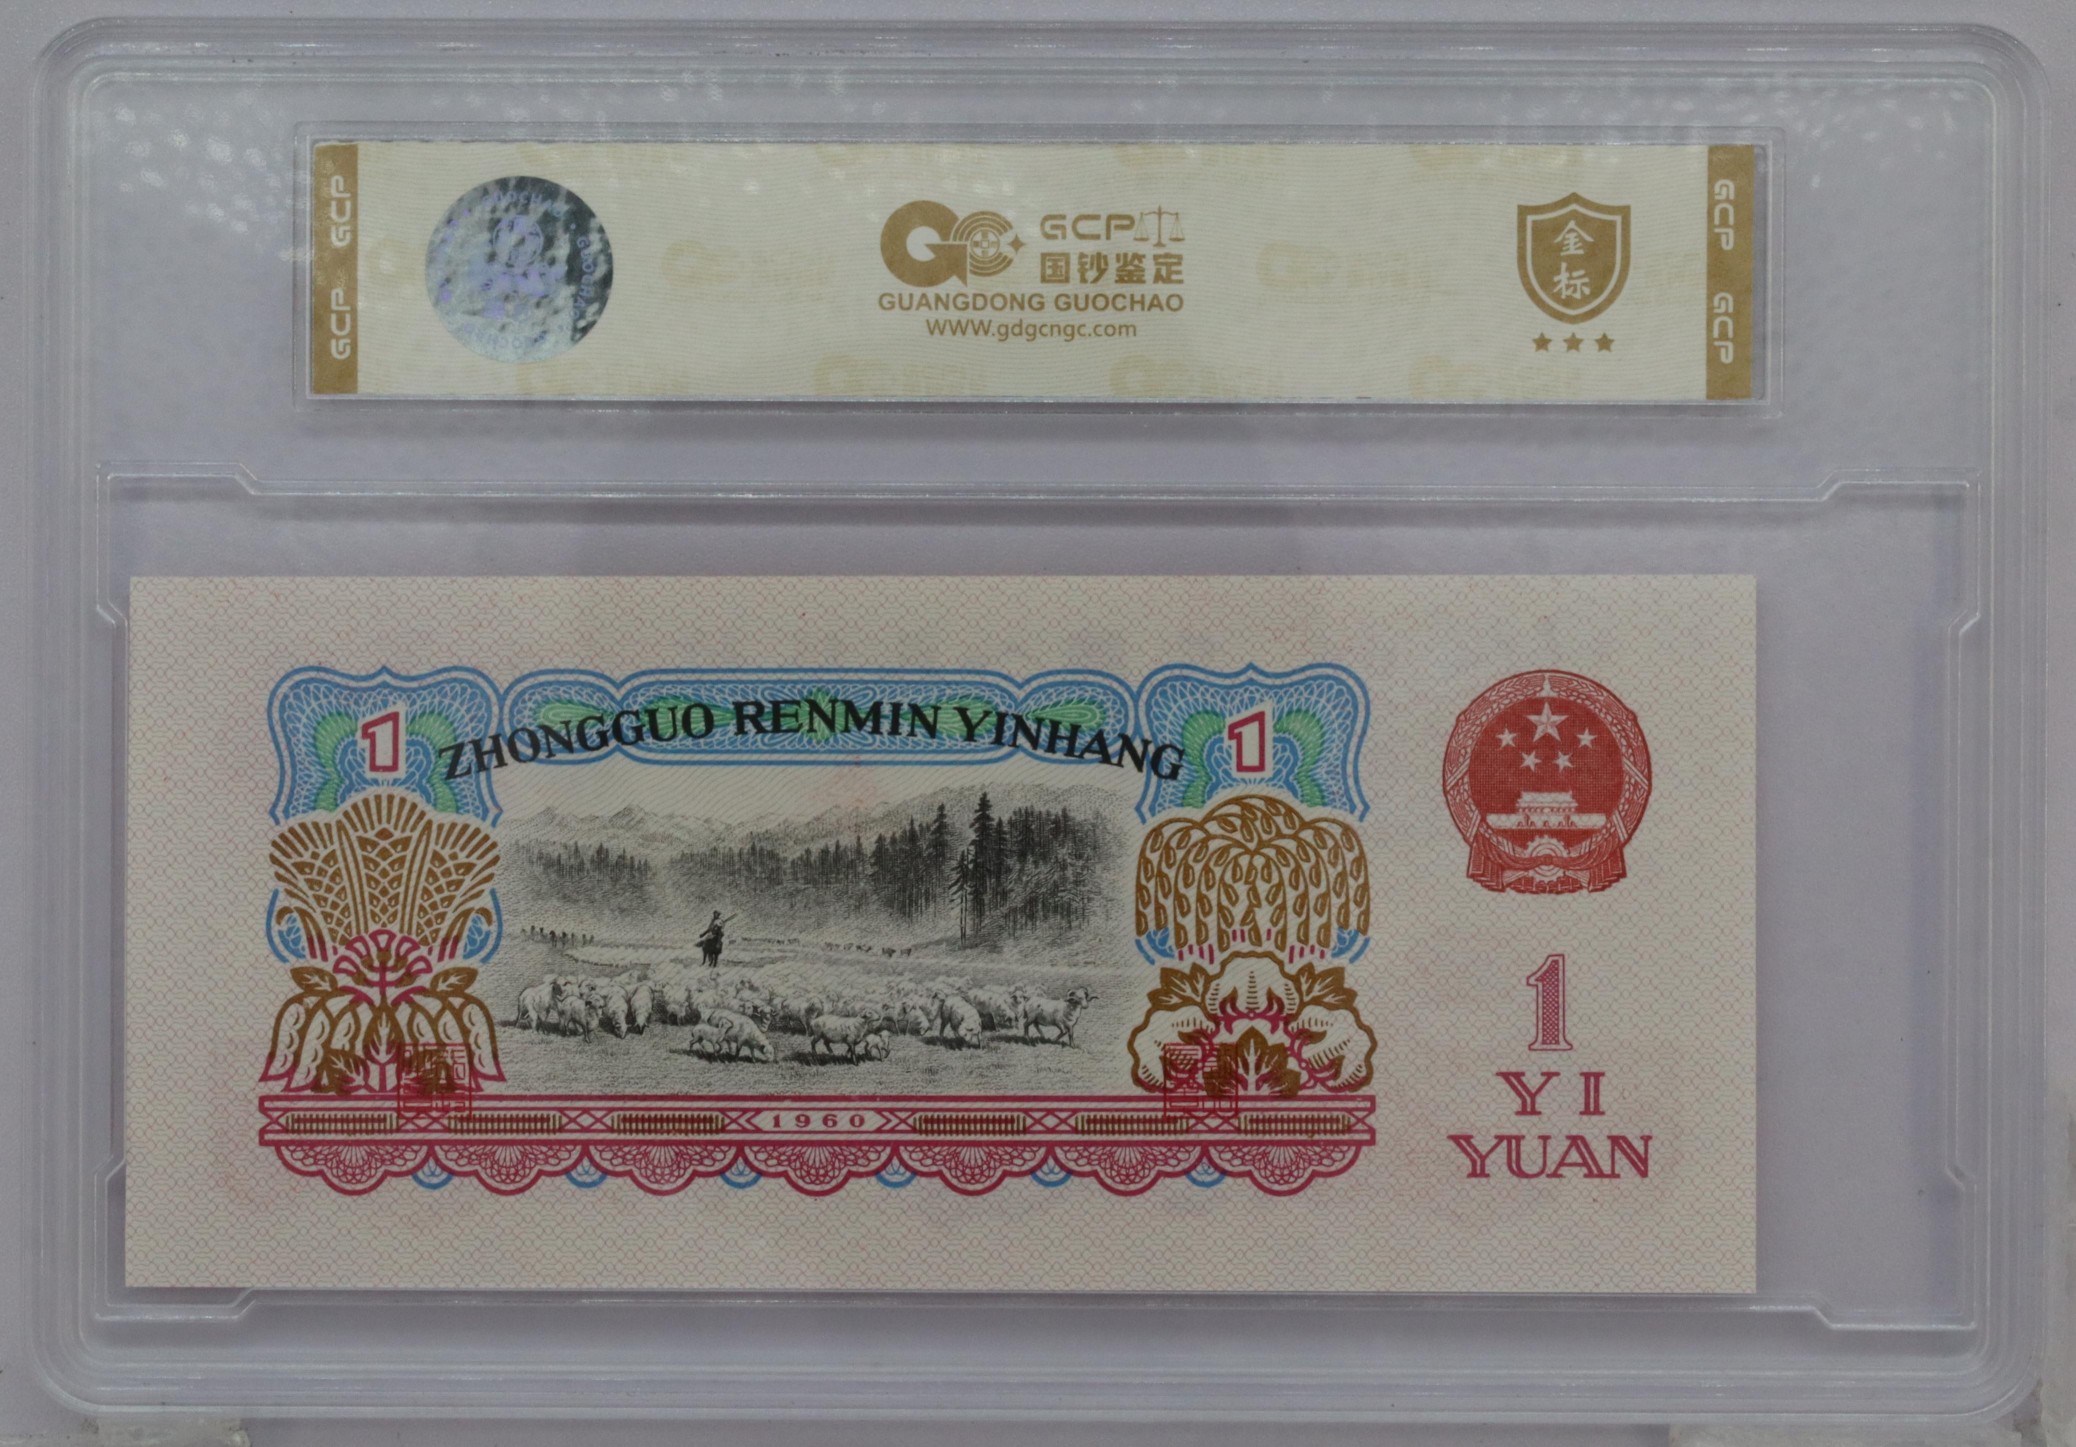 GCP
GCP
GCP
国钞鉴定
GUANGDONG GUOCHAO
WWW.gdgcngc.com
金
标
GCP
GCP
1
ZHONGGUO RENMIN YINHANG
1
1960
1
YI
YUAN